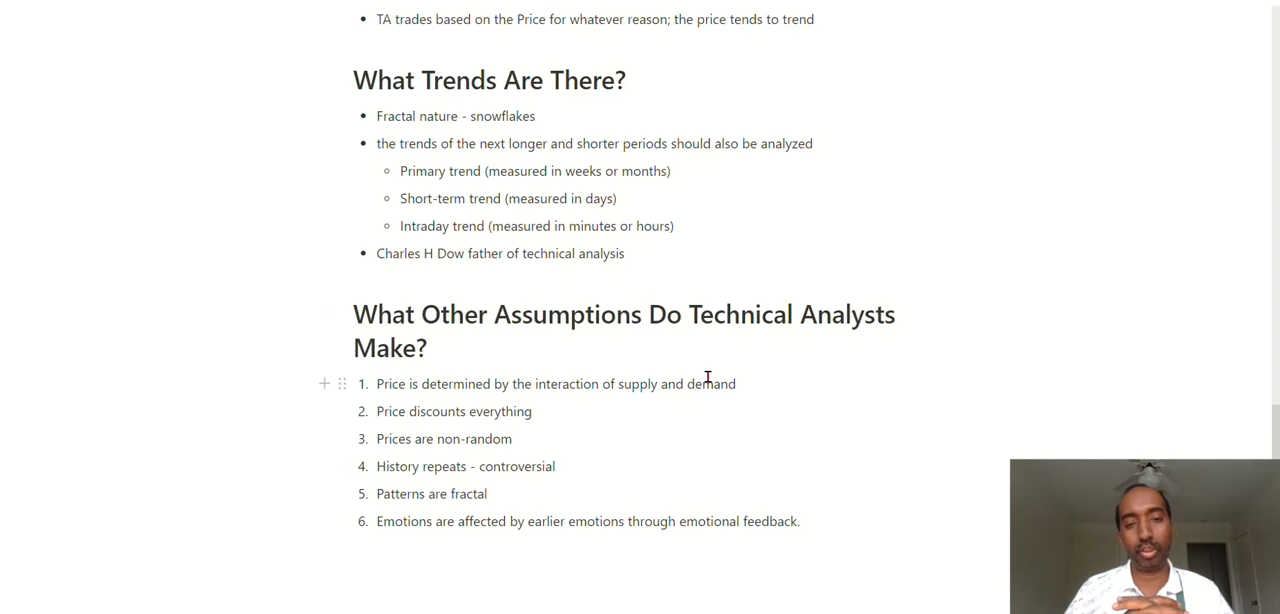 • TA trades based on the Price for whatever reason; the price tends to trend
What Trends Are There?
• Fractal nature - snowflakes
• the trends of the next longer and shorter periods should also be analyzed
◦ Primary trend (measured in weeks or months)
◦ Short-term trend (measured in days)
◦ Intraday trend (measured in minutes or hours)
• Charles H Dow father of technical analysis
What Other Assumptions Do Technical Analysts
Make?
1. Price is determined by the interaction of supply and demand
2. Price discounts everything
3. Prices are non-random
4. History repeats - controversial
5. Patterns are fractal
6. Emotions are affected by earlier emotions through emotional feedback.